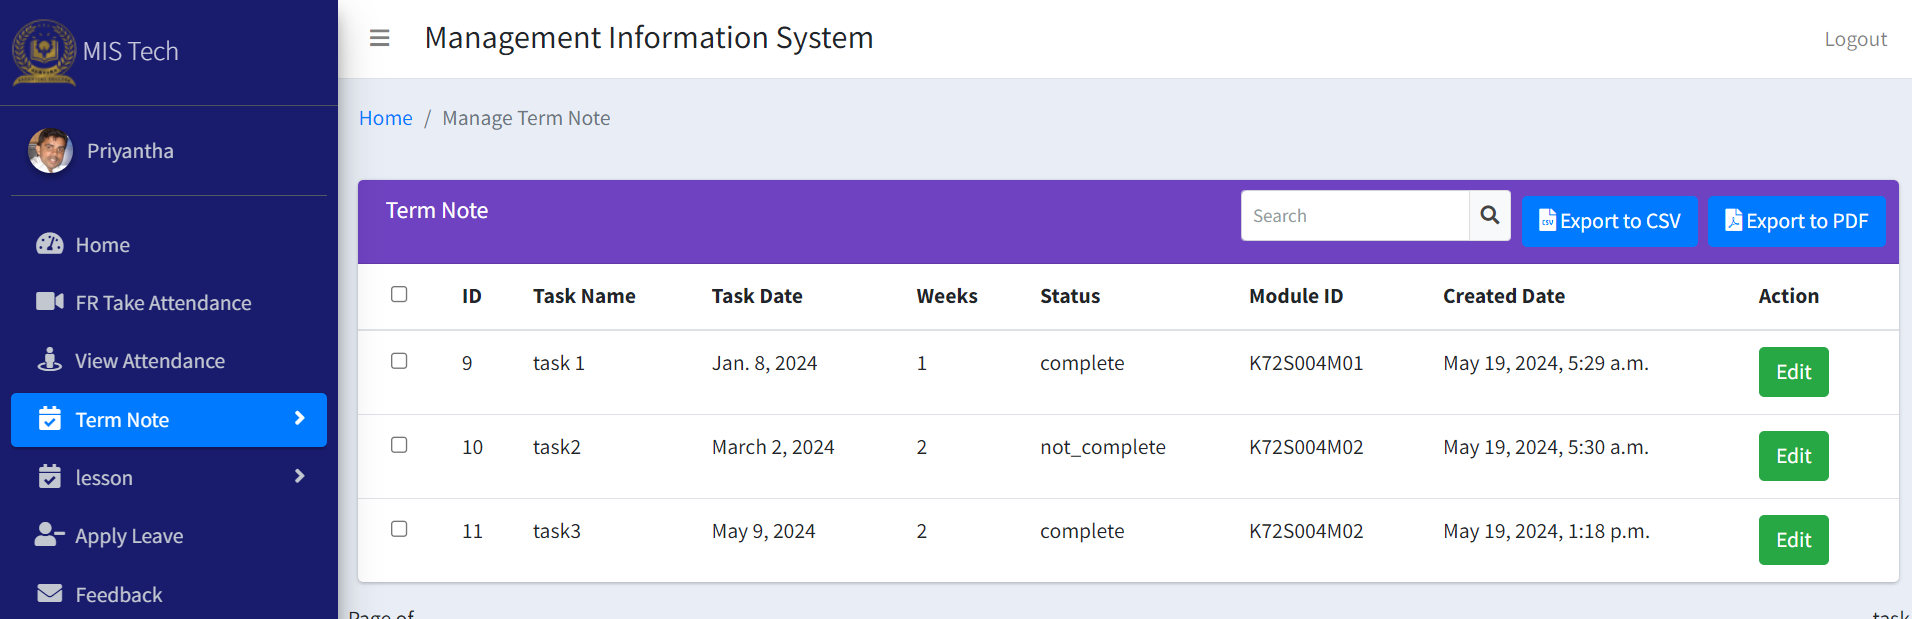 MIS Tech
Management Information System
Logout
Home / Manage Term Note
Priyantha
Home
FR Take Attendance
View Attendance
Term Note
lesson
Apply Leave
Feedback
Term Note
Search
Export to CSV
Export to PDF
ID Task Name Task Date Weeks Status Module ID Created Date Action
9 task 1 Jan. 8, 2024 1 complete K72S004M01 May 19, 2024, 5:29 a.m. Edit
10 task2 March 2, 2024 2 not_complete K72S004M02 May 19, 2024, 5:30 a.m. Edit
11 task3 May 9, 2024 2 complete K72S004M02 May 19, 2024, 1:18 p.m. Edit
Page of
task